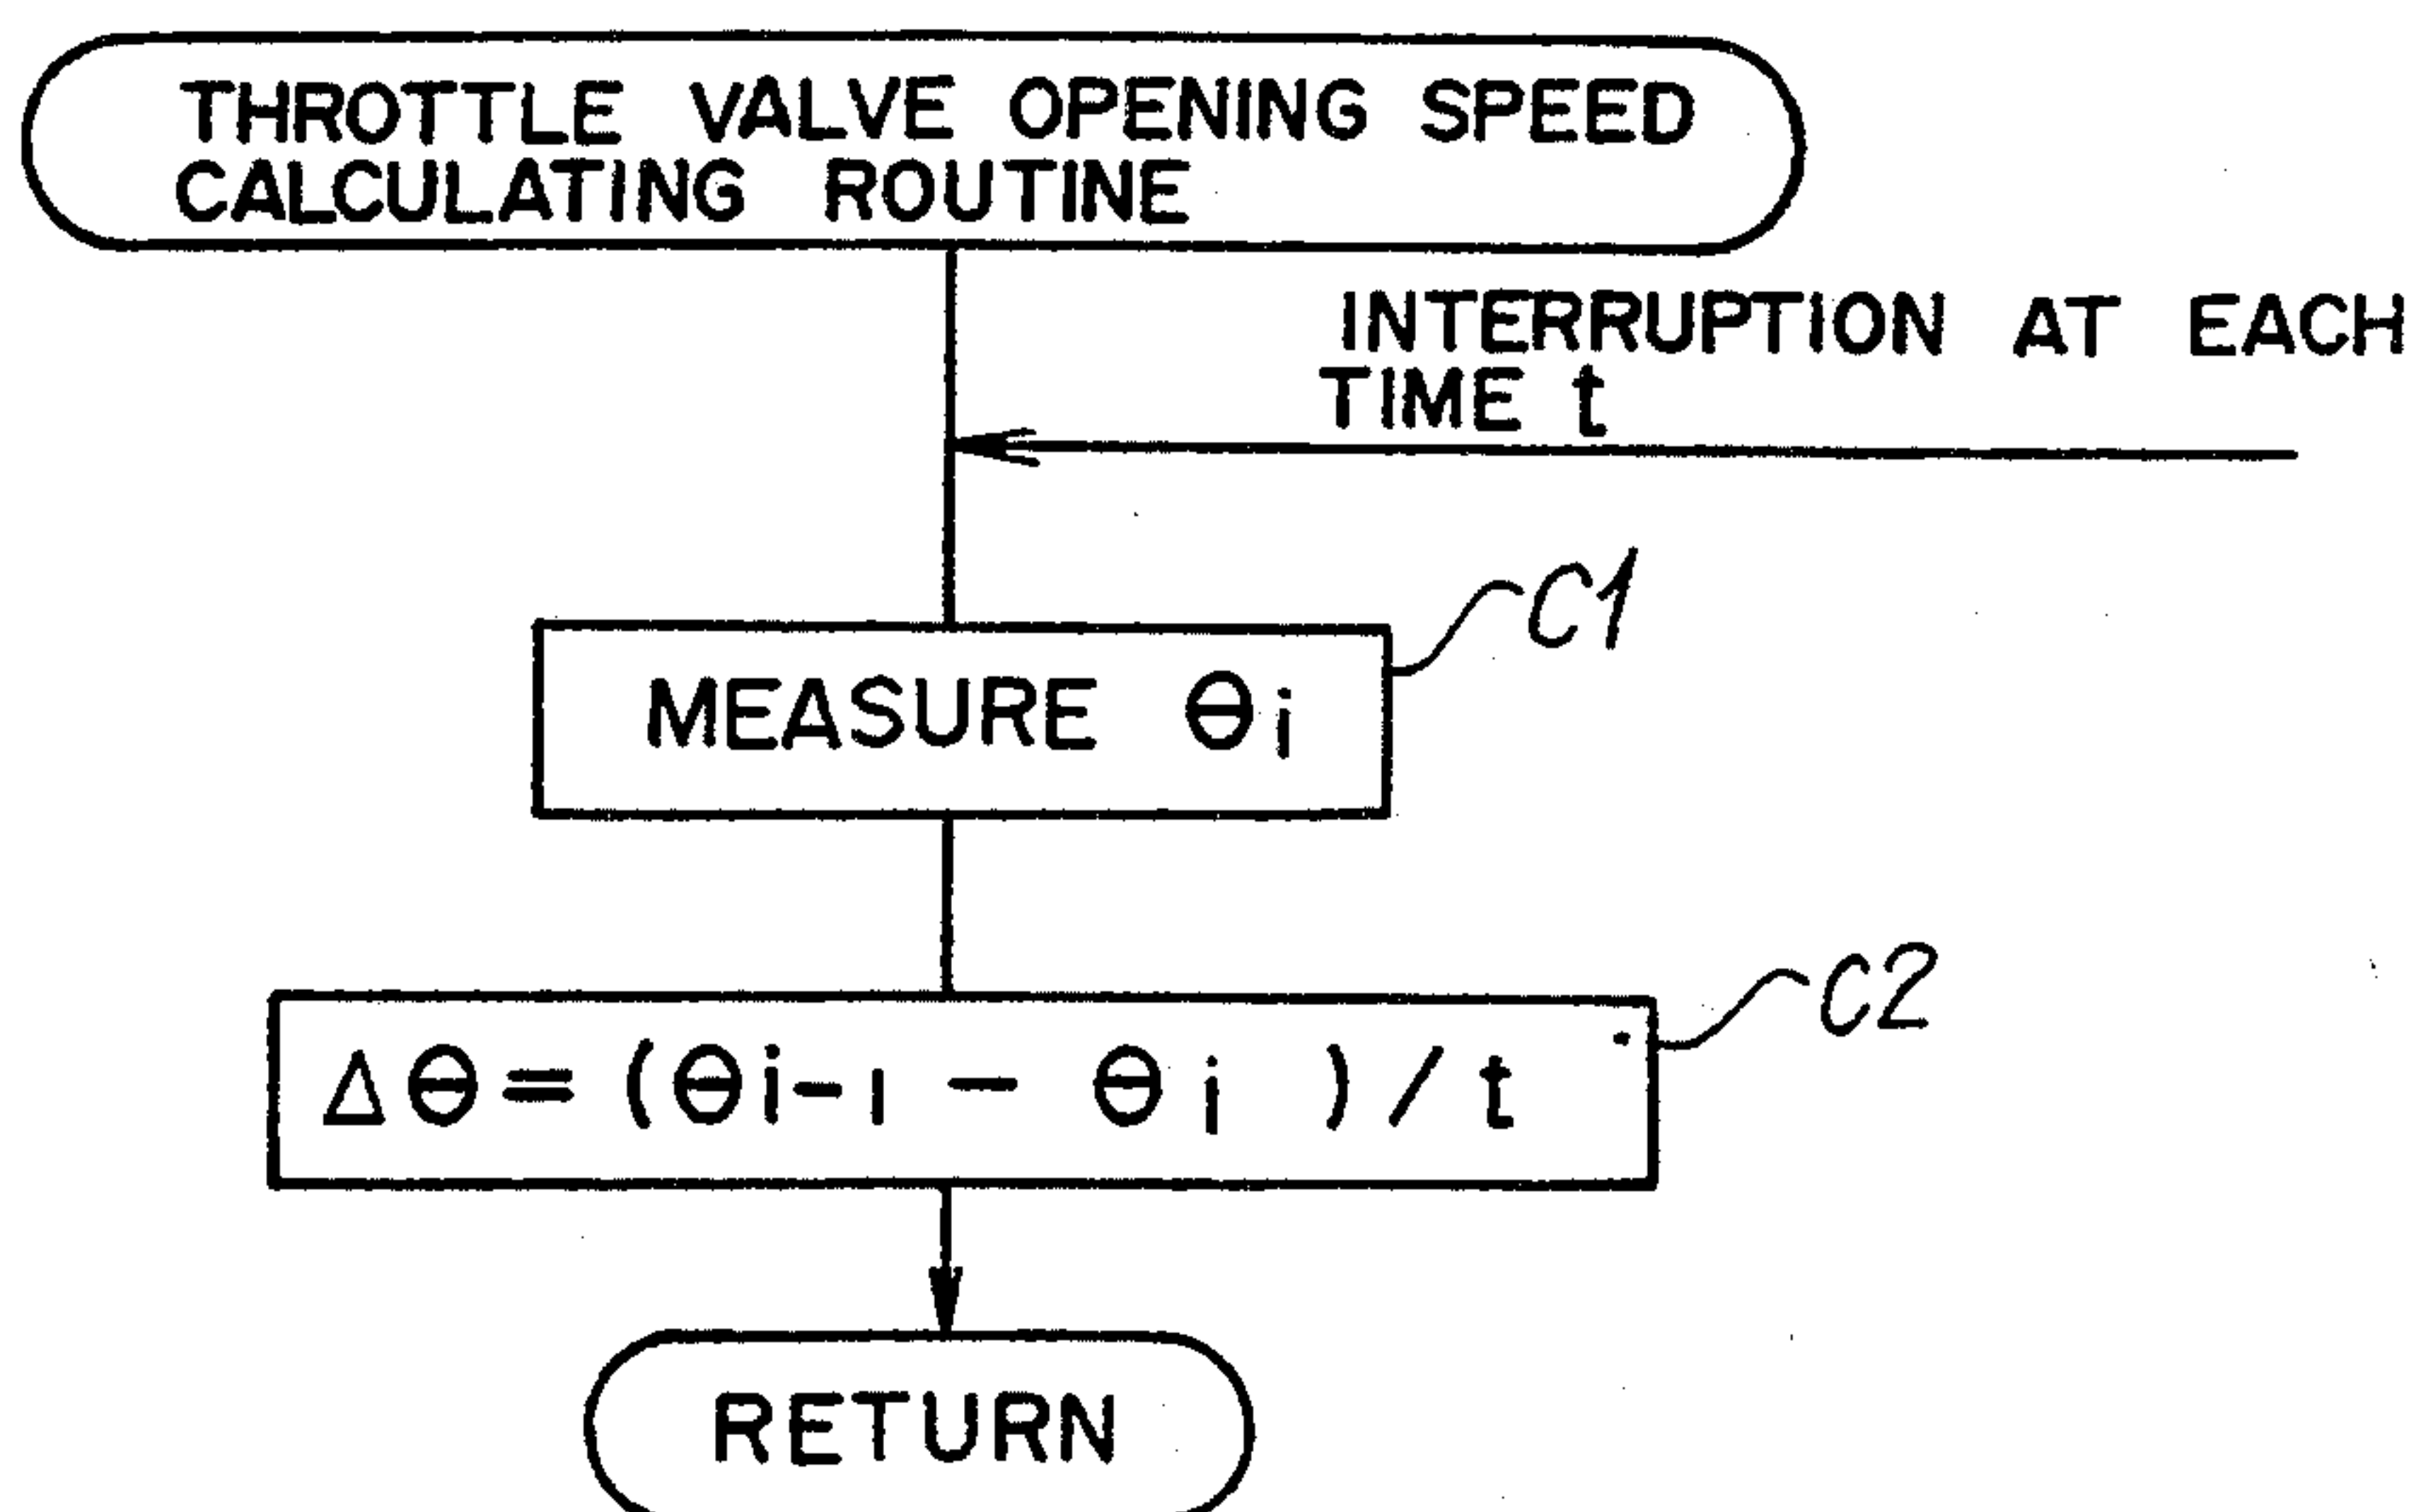 THROTTLE VALVE OPENING SPEED
CALCULATING ROUTINE
INTERRUPTION AT EACH
TIME t
C1
MEASURE θi
C2
Δθ=(θi-1 - θi )/t
RETURN